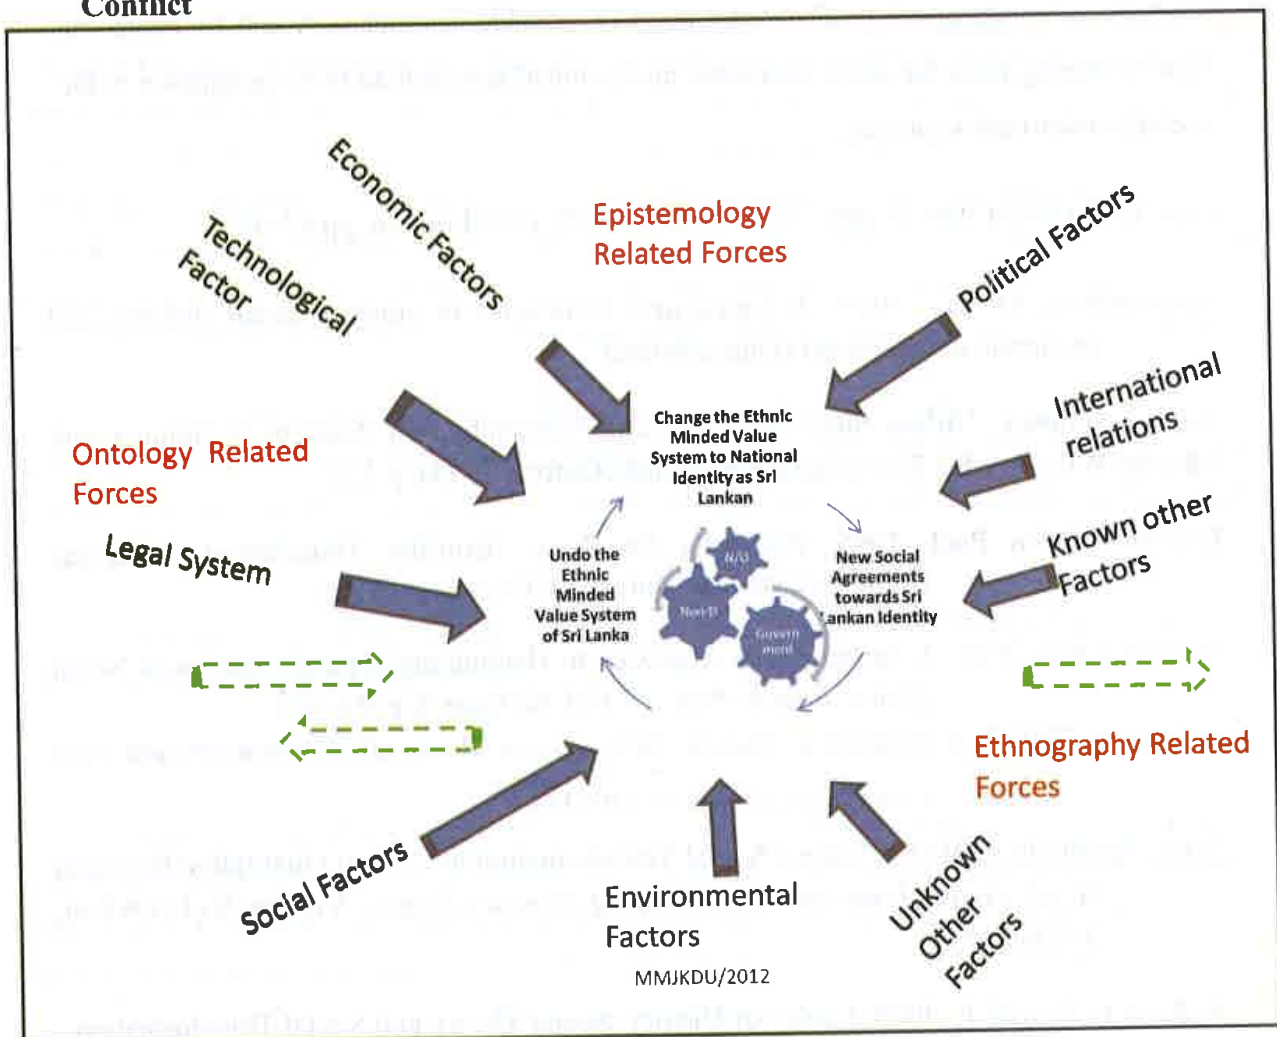 Conflict
Economic Factors
Technological
Factor
Epistemology
Related Forces
Political Factors
International
relations
Ontology Related
Forces
Change the Ethnic
Minded Value
System to National
Identity as Sri
Lankan
Legal System
Known other
Factors
Undo the
Ethnic
Minded
Value System
of Sri Lanka
New Social
Agreements
towards Sri
Lankan Identity
Govern
ment
Ethnography Related
Forces
Social Factors
Environmental
Factors
Unknown
Other
Factors
MMJKDU/2012